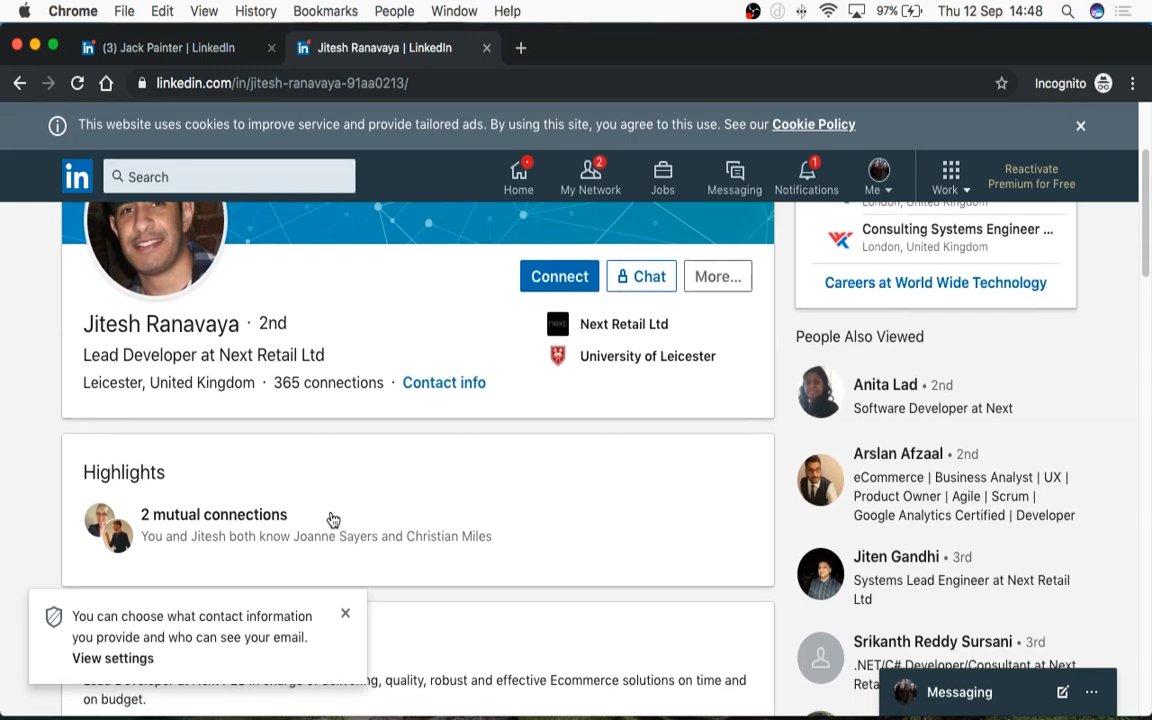 Chrome File Edit View History Bookmarks People Window Help 97% Thu 12 Sep 14:48
in (3) Jack Painter | LinkedIn in Jitesh Ranavaya | LinkedIn
linkedin.com/in/jitesh-ranavaya-91aa0213/ Incognito
This website uses cookies to improve service and provide tailored ads. By using this site, you agree to this use. See our Cookie Policy
in Search
Home
2 My Network
Jobs
Messaging
1 Notifications
Me
Work
Reactivate
Premium for Free
Connect Chat More...
Jitesh Ranavaya · 2nd
Lead Developer at Next Retail Ltd
Leicester, United Kingdom · 365 connections · Contact info
next Next Retail Ltd
University of Leicester
Highlights
2 mutual connections
You and Jitesh both know Joanne Sayers and Christian Miles
You can choose what contact information
you provide and who can see your email.
View settings
quality, robust and effective Ecommerce solutions on time and
on budget.
London, United Kingdom
Consulting Systems Engineer ...
London, United Kingdom
Careers at World Wide Technology
People Also Viewed
Anita Lad • 2nd
Software Developer at Next
Arslan Afzaal • 2nd
eCommerce | Business Analyst | UX |
Product Owner | Agile | Scrum |
Google Analytics Certified | Developer
Jiten Gandhi • 3rd
Systems Lead Engineer at Next Retail
Ltd
Srikanth Reddy Sursani • 3rd
.NET/C# Developer/Consultant at Next
Reta
Messaging